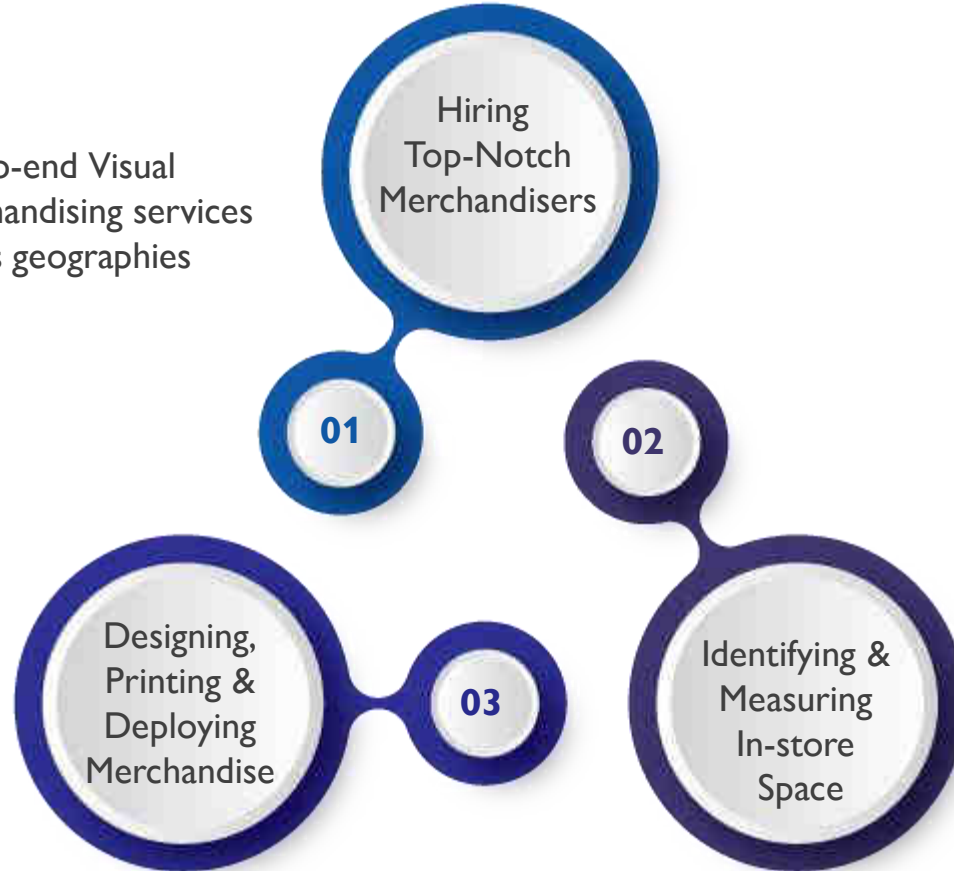 Hiring
Top-Notch
Merchandisers
o-end Visual
andising services
s geographies
01
02
Identifying &
Measuring
In-store
Space
03
Designing,
Printing &
Deploying
Merchandise